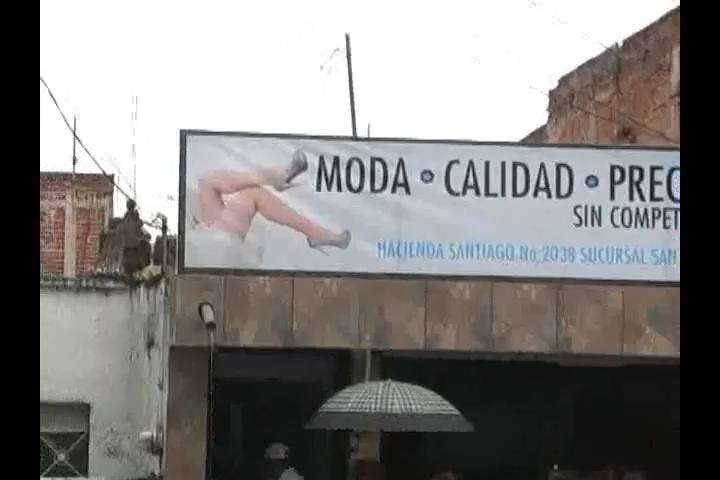 MODA • CALIDAD • PREC
SIN COMPET
HACIENDA SANTIAGO No. 2038 SUCURSAL SAN